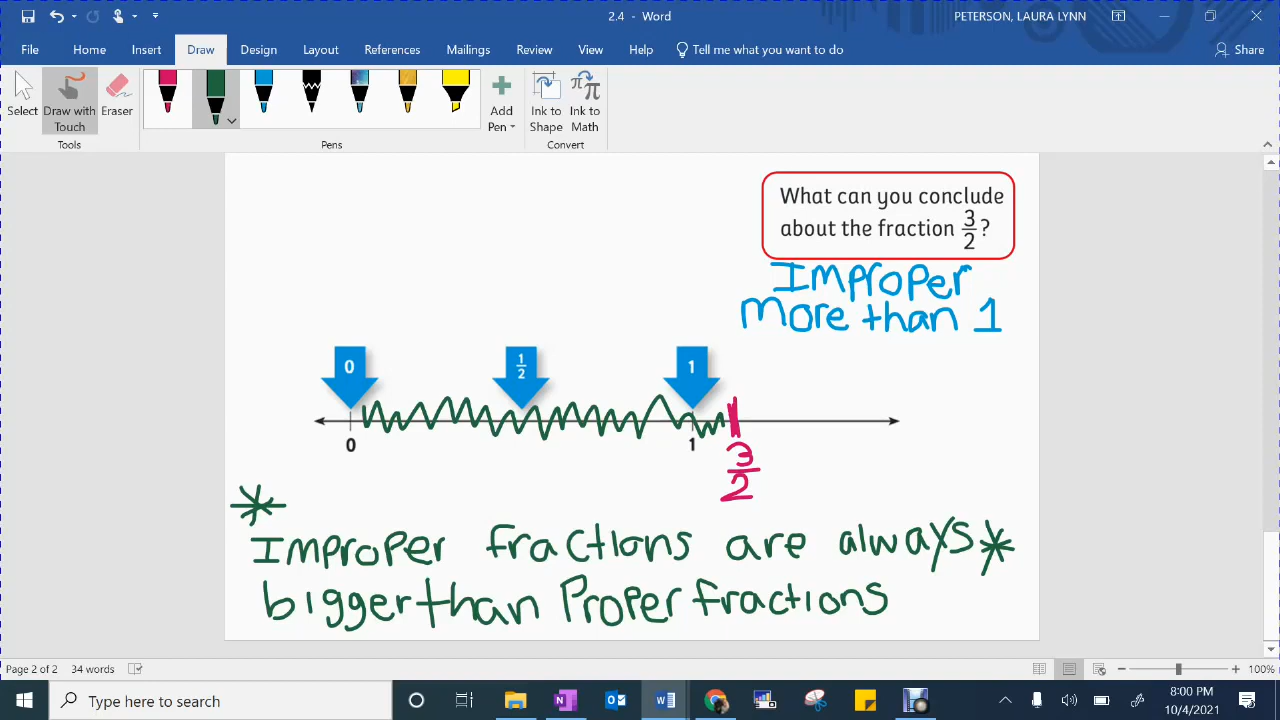 2.4 - Word
PETERSON, LAURA LYNN
File Home Insert Draw Design Layout References Mailings Review View Help Tell me what you want to do Share
Select
Draw with Touch
Eraser
Add Pen
Ink to Shape
Ink to Math
Tools Pens Convert
What can you conclude
about the fraction 3/2?
Improper
more than 1
0 1/2 1
0 1
3/2
*
Improper fractions are always*
bigger than Proper fractions
Page 2 of 2 34 words 100%
Type here to search
8:00 PM
10/4/2021